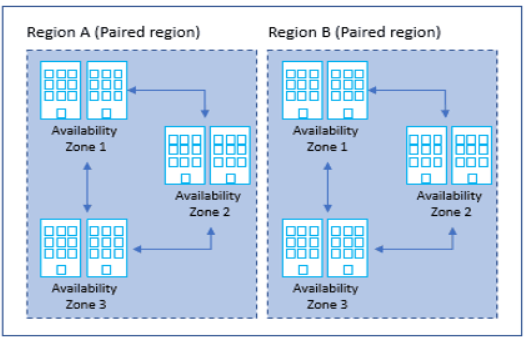 Region A (Paired region)
Region B (Paired region)
Availability
Zone 1
Availability
Zone 2
Availability
Zone 3
Availability
Zone 1
Availability
Zone 2
Availability
Zone 3